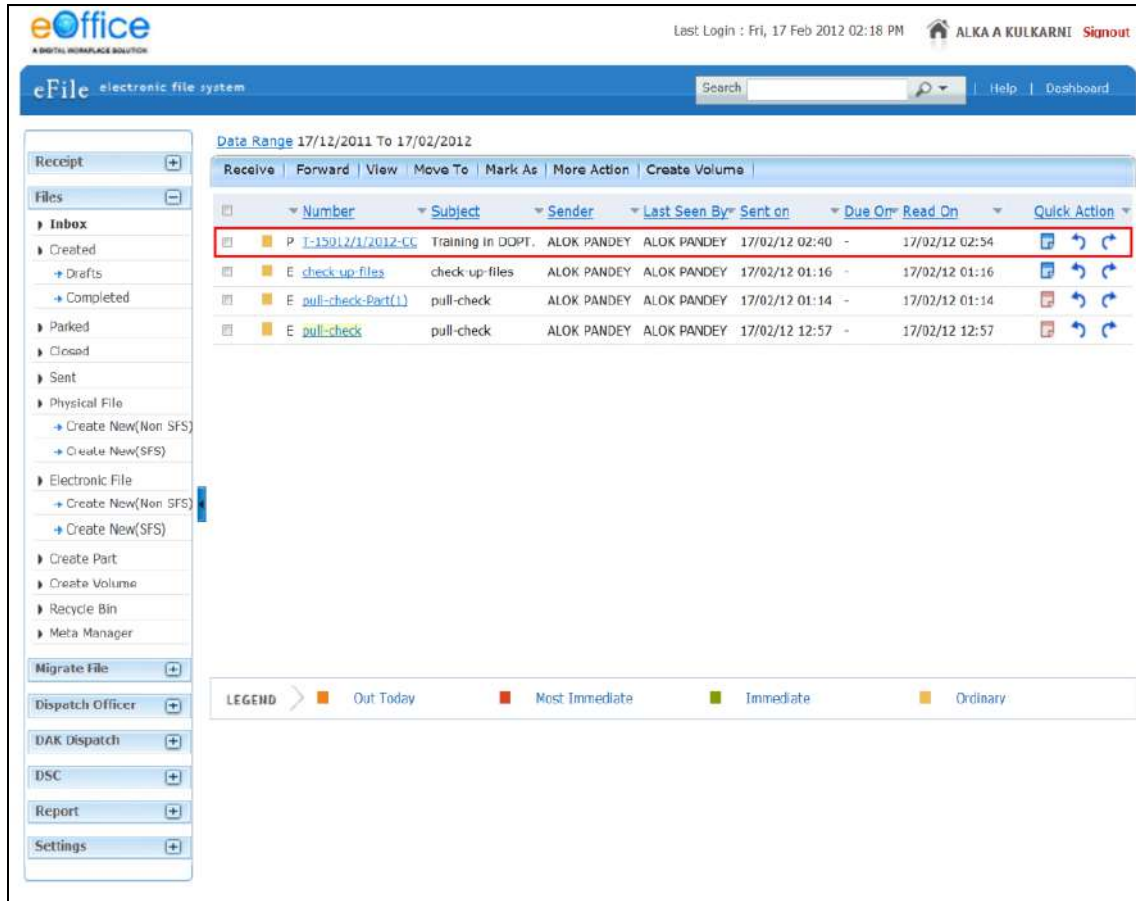 eOffice
A DIGITAL WORKPLACE SOLUTION
Last Login : Fri, 17 Feb 2012 02:18 PM ALKA A KULKARNI Signout
eFile electronic file system
Search Help | Dashboard
Data Range 17/12/2011 To 17/02/2012
Receive | Forward | View | Move To | Mark As | More Action | Create Volume |
Number Subject Sender Last Seen By Sent on Due On Read On Quick Action
P T-15012/1/2012-CC Training in DOPT. ALOK PANDEY ALOK PANDEY 17/02/12 02:40 - 17/02/12 02:54
E check-up-files check-up-files ALOK PANDEY ALOK PANDEY 17/02/12 01:16 - 17/02/12 01:16
E pull-check-Part(1) pull-check ALOK PANDEY ALOK PANDEY 17/02/12 01:14 - 17/02/12 01:14
E pull-check pull-check ALOK PANDEY ALOK PANDEY 17/02/12 12:57 - 17/02/12 12:57
Receipt
Files
Inbox
Created
Drafts
Completed
Parked
Closed
Sent
Physical File
Create New(Non SFS)
Create New(SFS)
Electronic File
Create New(Non SFS)
Create New(SFS)
Create Part
Create Volume
Recycle Bin
Meta Manager
Migrate File
Dispatch Officer
DAK Dispatch
DSC
Report
Settings
LEGEND Out Today Most Immediate Immediate Ordinary